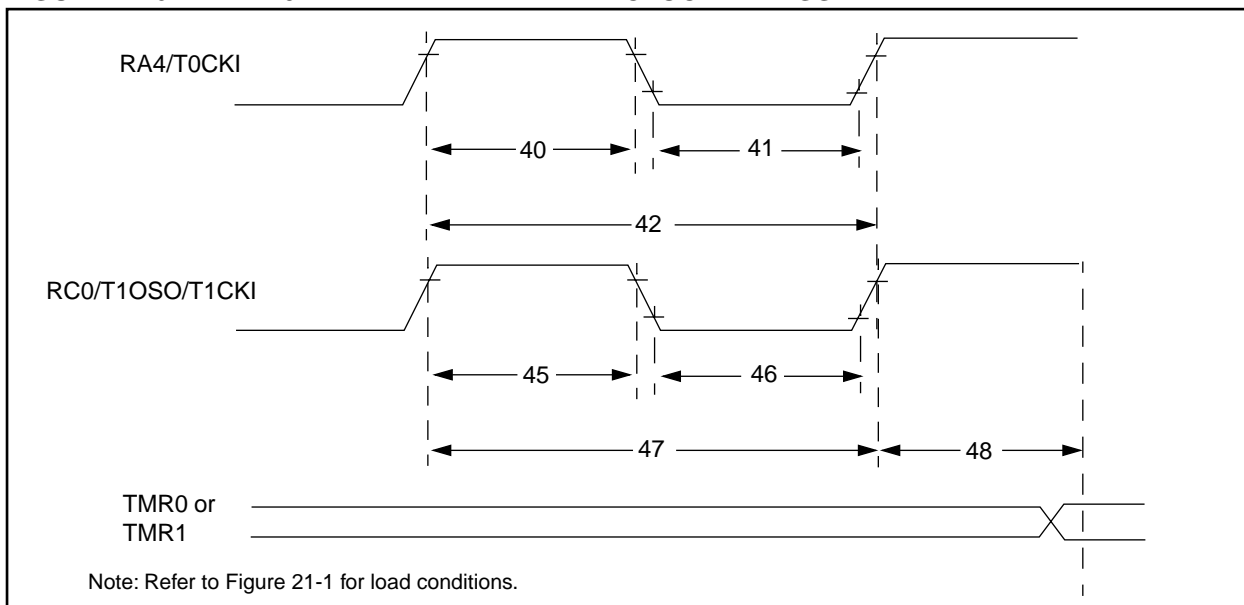 RA4/T0CKI
40
41
42
RC0/T1OSO/T1CKI
45
46
47
48
TMR0 or
TMR1
Note: Refer to Figure 21-1 for load conditions.